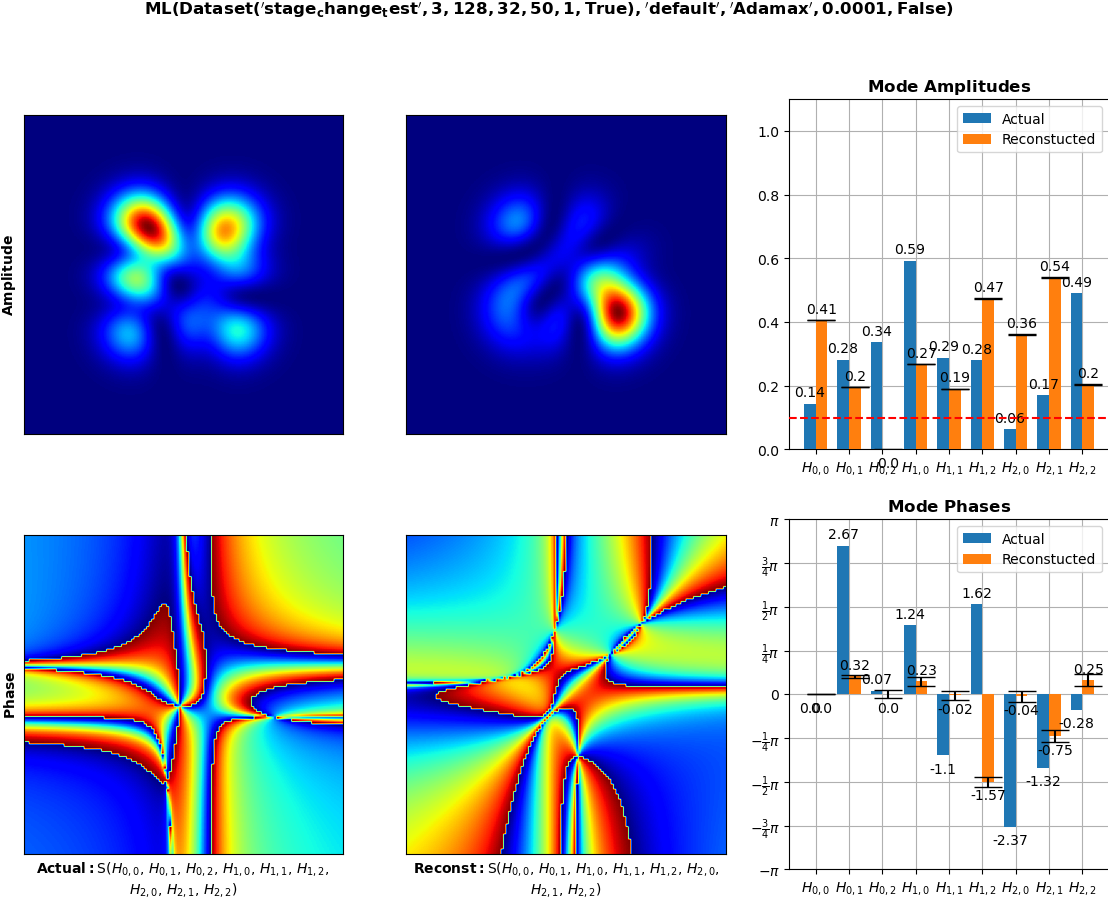 ML(Dataset('stage_change_test', 3, 128, 32, 50, 1, True), 'default', 'Adamax', 0.0001, False)
Amplitude
Mode Amplitudes
Actual
Reconstucted
1.0
0.8
0.6
0.4
0.2
0.0
0.14
0.41
0.28
0.2
0.34
0.0
0.59
0.27
0.29
0.19
0.28
0.47
0.06
0.36
0.17
0.54
0.49
0.2
H0,0 H0,1 H0,2 H1,0 H1,1 H1,2 H2,0 H2,1 H2,2
Phase
Mode Phases
Actual
Reconstucted
π
3/4π
1/2π
1/4π
0
−1/4π
−1/2π
−3/4π
−π
0.0
0.0
2.67
0.32
0.07
0.0
1.24
0.23
-1.1
-0.02
1.62
-1.57
-2.37
-0.04
-1.32
-0.75
-0.28
0.25
H0,0 H0,1 H0,2 H1,0 H1,1 H1,2 H2,0 H2,1 H2,2
Actual: S(H0,0, H0,1, H0,2, H1,0, H1,1, H1,2,
H2,0, H2,1, H2,2)
Reconst: S(H0,0, H0,1, H1,0, H1,1, H1,2, H2,0,
H2,1, H2,2)